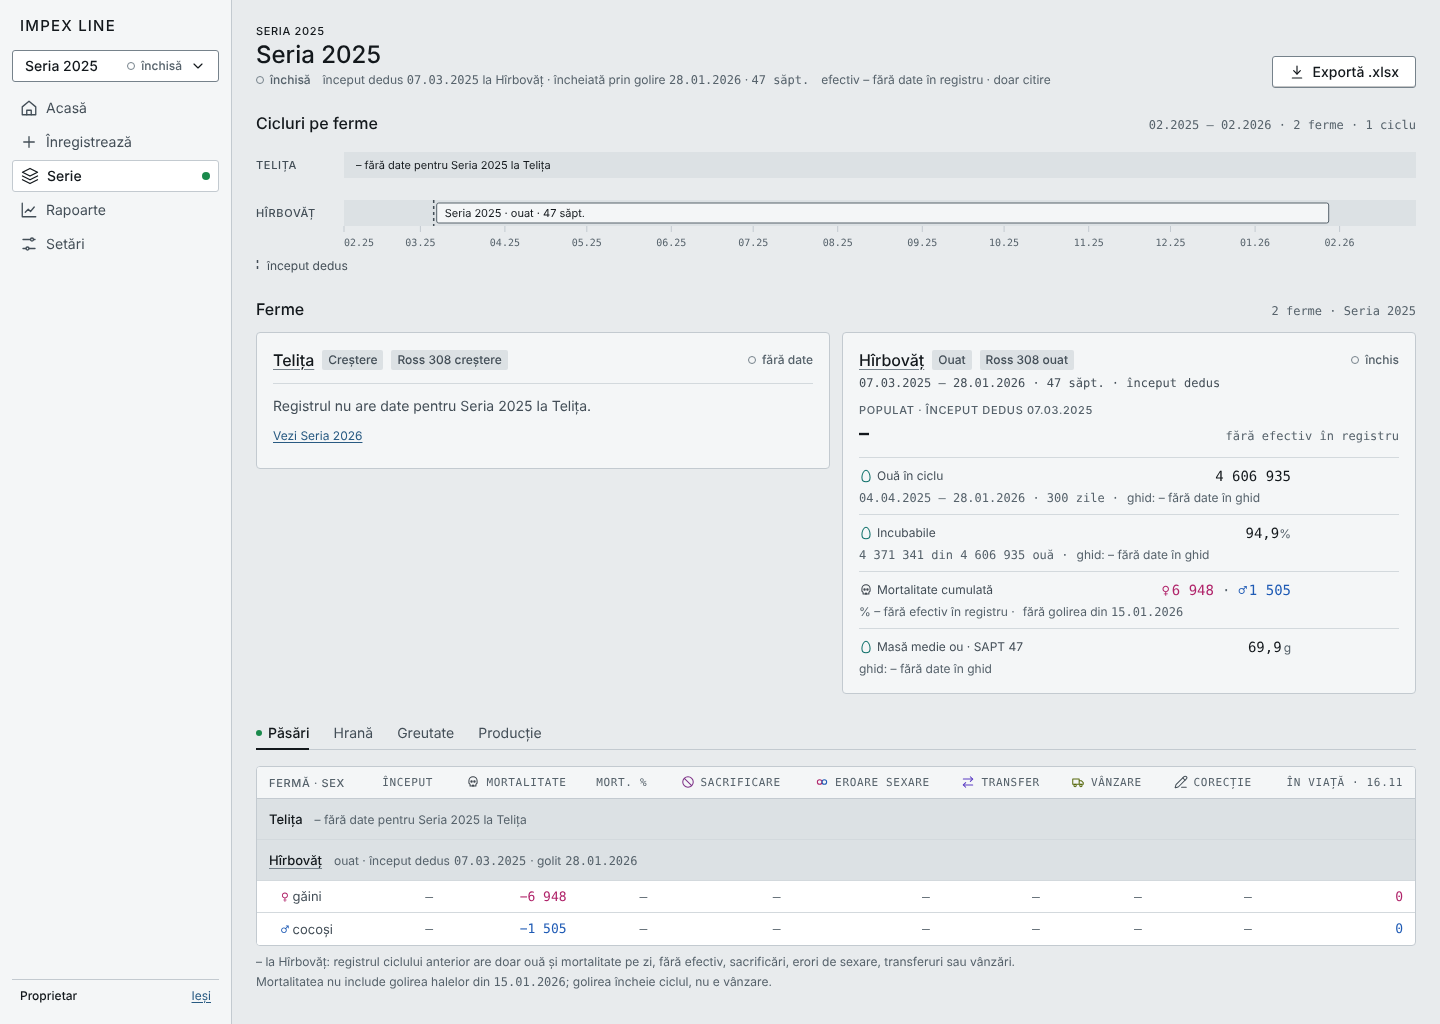 IMPEX LINE
Seria 2025 închisă
Acasă
Înregistrează
Serie
Rapoarte
Setări
Proprietar Ieși
SERIA 2025
Seria 2025
închisă început dedus 07.03.2025 la Hîrbovăț · încheiată prin golire 28.01.2026 · 47 săpt. efectiv – fără date în registru · doar citire
Exportă .xlsx
Cicluri pe ferme
02.2025 — 02.2026 · 2 ferme · 1 ciclu
TELIȚA
– fără date pentru Seria 2025 la Telița
HÎRBOVĂȚ
Seria 2025 · ouat · 47 săpt.
02.25 03.25 04.25 05.25 06.25 07.25 08.25 09.25 10.25 11.25 12.25 01.26 02.26
început dedus
Ferme
2 ferme · Seria 2025
Telița Creștere Ross 308 creștere fără date
Registrul nu are date pentru Seria 2025 la Telița.
Vezi Seria 2026
Hîrbovăț Ouat Ross 308 ouat închis
07.03.2025 — 28.01.2026 · 47 săpt. · început dedus
POPULAT · ÎNCEPUT DEDUS 07.03.2025
– fără efectiv în registru
Ouă în ciclu 4 606 935
04.04.2025 — 28.01.2026 · 300 zile · ghid: – fără date în ghid
Incubabile 94,9%
4 371 341 din 4 606 935 ouă · ghid: – fără date în ghid
Mortalitate cumulată ♀6 948 · ♂1 505
% – fără efectiv în registru · fără golirea din 15.01.2026
Masă medie ou · SAPT 47 69,9 g
ghid: – fără date în ghid
Păsări Hrană Greutate Producție
FERMĂ · SEX ÎNCEPUT MORTALITATE MORT. % SACRIFICARE EROARE SEXARE TRANSFER VÂNZARE CORECȚIE ÎN VIAȚĂ · 16.11
Telița – fără date pentru Seria 2025 la Telița
Hîrbovăț ouat · început dedus 07.03.2025 · golit 28.01.2026
♀ găini – −6 948 – – – – – – 0
♂ cocoși – −1 505 – – – – – – 0
– la Hîrbovăț: registrul ciclului anterior are doar ouă și mortalitate pe zi, fără efectiv, sacrificări, erori de sexare, transferuri sau vânzări.
Mortalitatea nu include golirea halelor din 15.01.2026; golirea încheie ciclul, nu e vânzare.